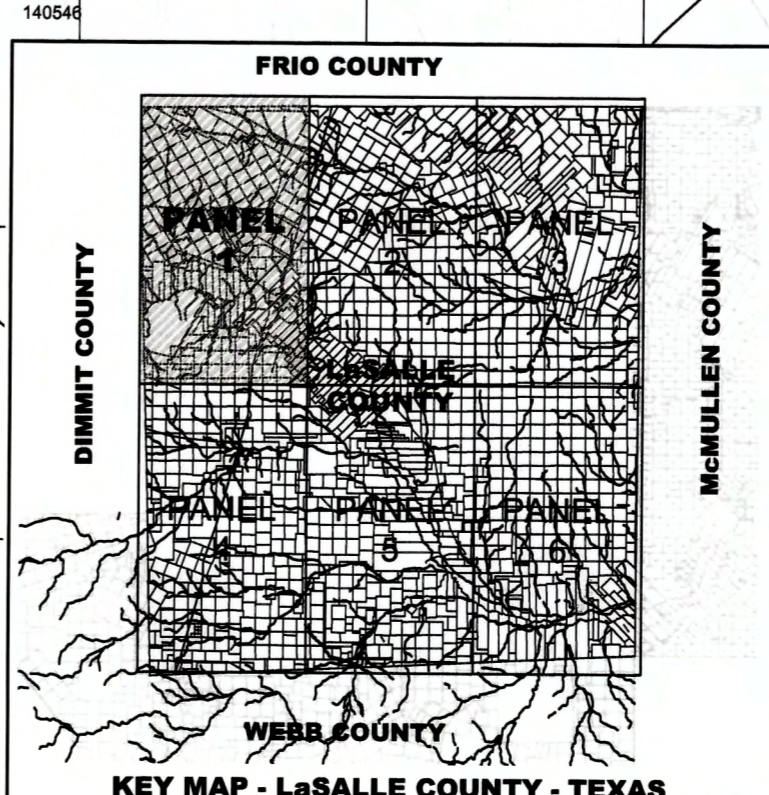 140546
FRIO COUNTY
PANEL
1
PANEL
2
PANEL
3
DIMMIT COUNTY
McMULLEN COUNTY
LaSALLE
COUNTY
PANEL
4
PANEL
5
PANEL
6
WEBB COUNTY
KEY MAP - LaSALLE COUNTY - TEXAS